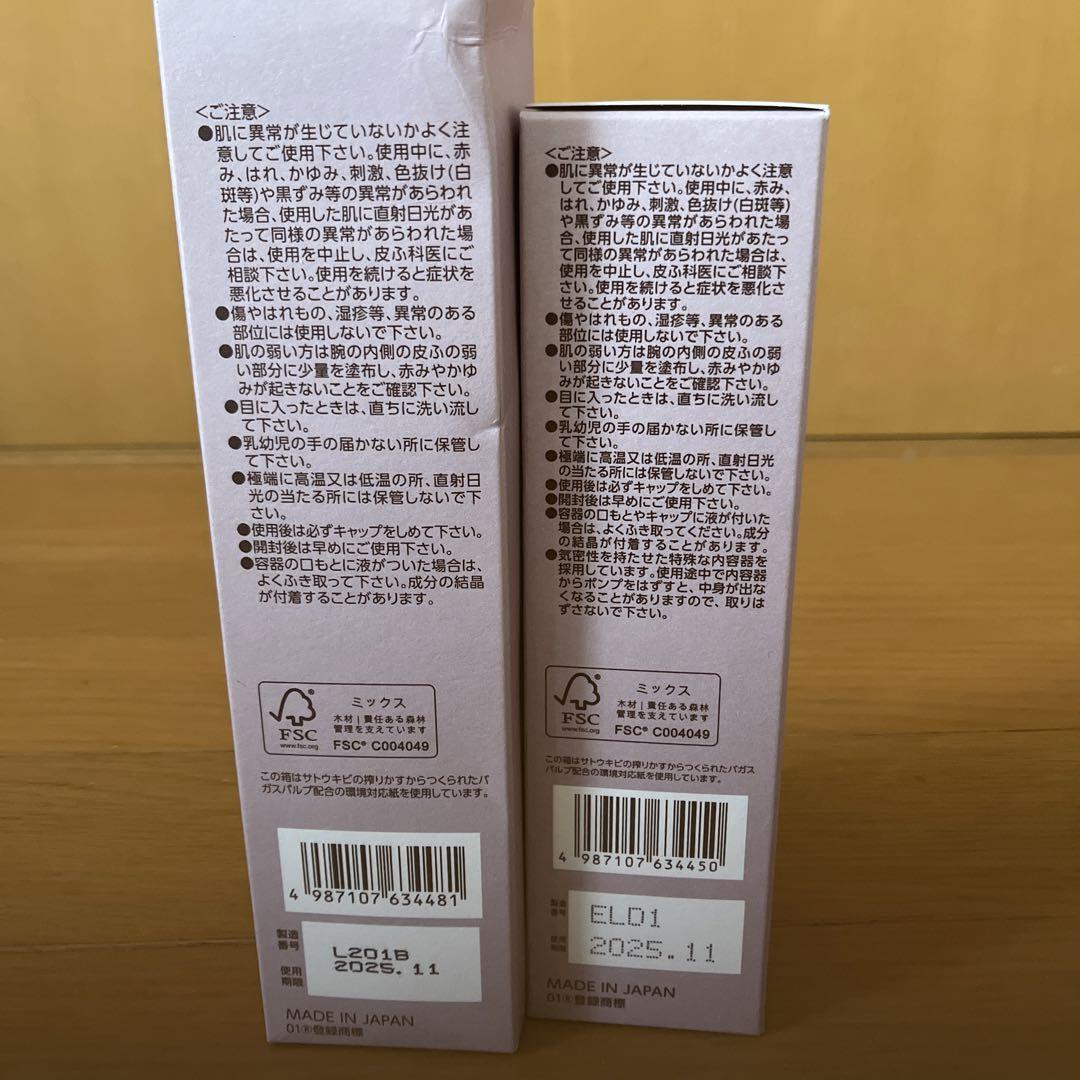 <ご注意>
●肌に異常が生じていないかよく注
意してご使用下さい。使用中に、赤
み、はれ、かゆみ、刺激、色抜け(白
斑等)や黒ずみ等の異常があらわれ
た場合、使用した肌に直射日光があ
たって同様の異常があらわれた場
合は、使用を中止し、皮ふ科医にご
相談下さい。使用を続けると症状を
悪化させることがあります。
●傷やはれもの、湿疹等、異常のある
部位には使用しないで下さい。
●肌の弱い方は腕の内側の皮ふの弱
い部分に少量を塗布し、赤みやかゆ
みが起きないことをご確認下さい。
●目に入ったときは、直ちに洗い流し
て下さい。
●乳幼児の手の届かない所に保管し
て下さい。
●極端に高温又は低温の所、直射日
光の当たる所には保管しないで下
さい。
●使用後は必ずキャップをしめて下さい。
●開封後は早めにご使用下さい。
●容器の口もとに液がついた場合は、
よくふき取って下さい。成分の結晶
が付着することがあります。
FSC
www.fsc.org
ミックス
木材|責任ある森林
管理を支えています
FSC® C004049
この箱はサトウキビの搾りかすからつくられたバ
ガスパルプ配合の環境対応紙を使用しています。
4 987107 634481
製造
番号
L201B
使用
期限
2025.11
MADE IN JAPAN
01®登録商標
<ご注意>
●肌に異常が生じていないかよく注意
してご使用下さい。使用中に、赤み、
はれ、かゆみ、刺激、色抜け(白斑等)
や黒ずみ等の異常があらわれた場
合、使用した肌に直射日光があたっ
て同様の異常があらわれた場合は、
使用を中止し、皮ふ科医にご相談下
さい。使用を続けると症状を悪化さ
せることがあります。
●傷やはれもの、湿疹等、異常のある
部位には使用しないで下さい。
●肌の弱い方は腕の内側の皮ふの弱
い部分に少量を塗布し、赤みやかゆ
みが起きないことをご確認下さい。
●目に入ったときは、直ちに洗い流し
て下さい。
●乳幼児の手の届かない所に保管し
て下さい。
●極端に高温又は低温の所、直射日光
の当たる所には保管しないで下さい。
●使用後は必ずキャップをしめて下さい。
●開封後は早めにご使用下さい。
●容器の口もとやキャップに液が付いた
場合は、よくふき取ってください。成分
の結晶が付着することがあります。
●気密性を持たせた特殊な内容器を
採用しています。使用途中で内容器
からポンプをはずすと、中身が出な
くなることがありますので、取りは
ずさないで下さい。
FSC
www.fsc.org
ミックス
木材|責任ある森林
管理を支えています
FSC® C004049
この箱はサトウキビの搾りかすからつくられたバガス
パルプ配合の環境対応紙を使用しています。
4 987107 634450
製造
番号
ELD1
使用
期限
2025.11
MADE IN JAPAN
01®登録商標